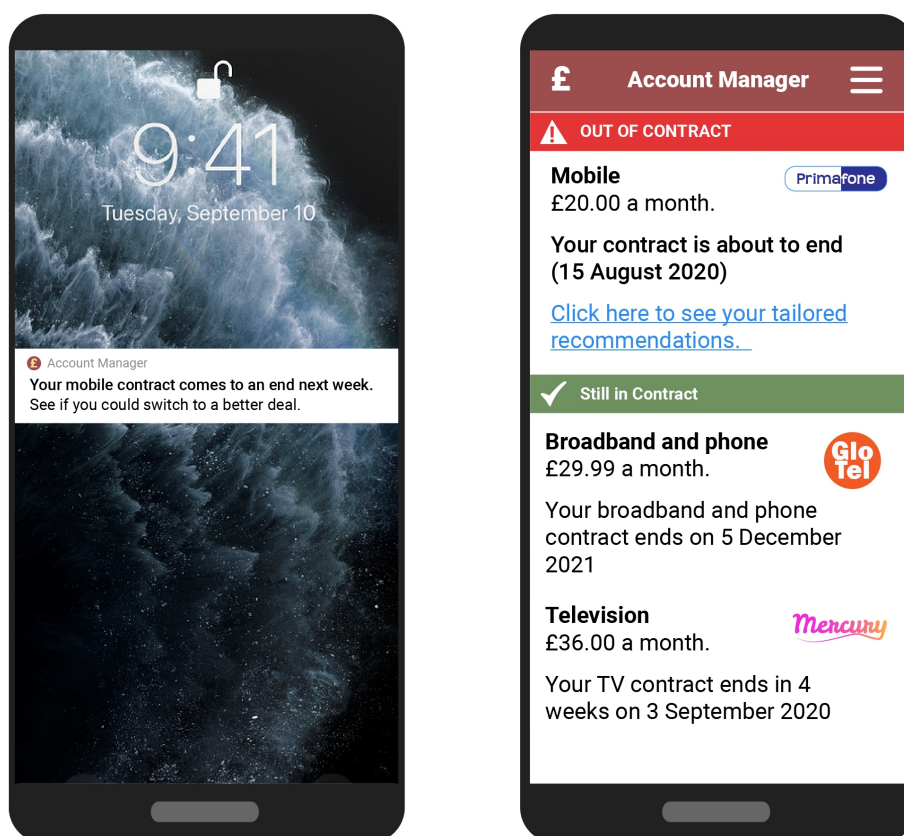 9:41
Tuesday, September 10
£ Account Manager
Your mobile contract comes to an end next week.
See if you could switch to a better deal.
£ Account Manager
OUT OF CONTRACT
Mobile
Primafone
£20.00 a month.
Your contract is about to end
(15 August 2020)
Click here to see your tailored
recommendations.
Still in Contract
Broadband and phone
Glo
Tel
£29.99 a month.
Your broadband and phone
contract ends on 5 December
2021
Television
Mercury
£36.00 a month.
Your TV contract ends in 4
weeks on 3 September 2020